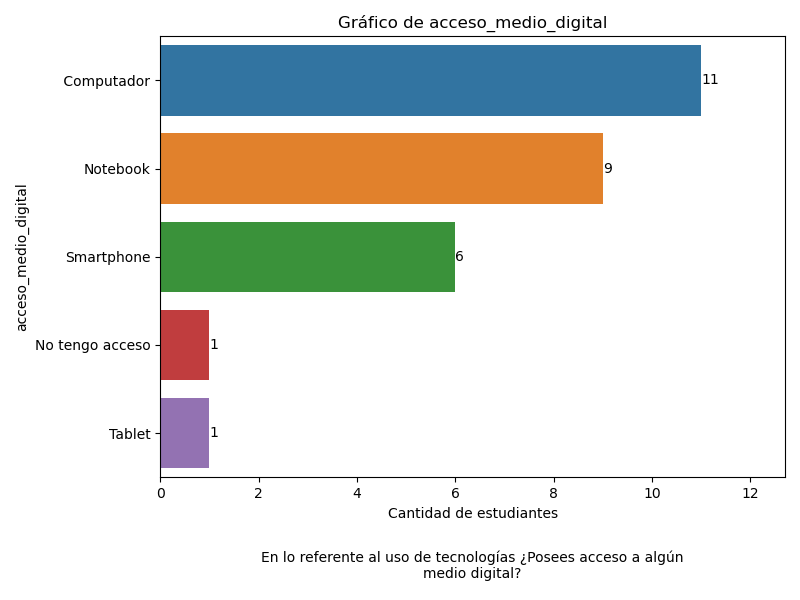 Gráfico de acceso_medio_digital
acceso_medio_digital
Computador
11
Notebook
9
Smartphone
6
No tengo acceso
1
Tablet
1
0 2 4 6 8 10 12
Cantidad de estudiantes
En lo referente al uso de tecnologías ¿Posees acceso a algún
medio digital?